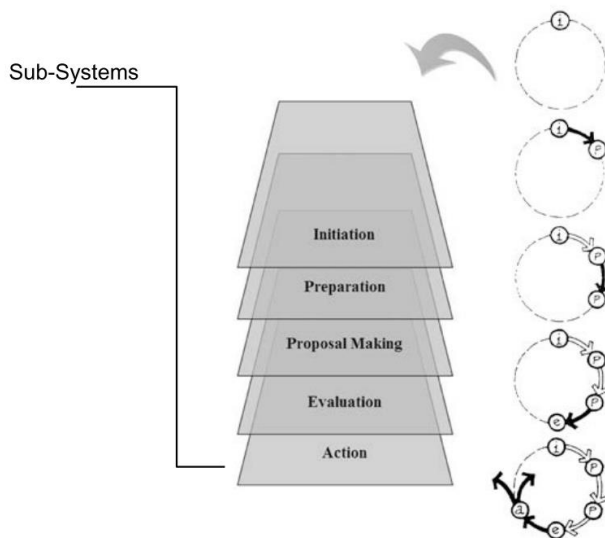 Sub-Systems
Initiation
Preparation
Proposal Making
Evaluation
Action
i
i
P
i
P
P
i
P
P
e
i
P
P
e
a